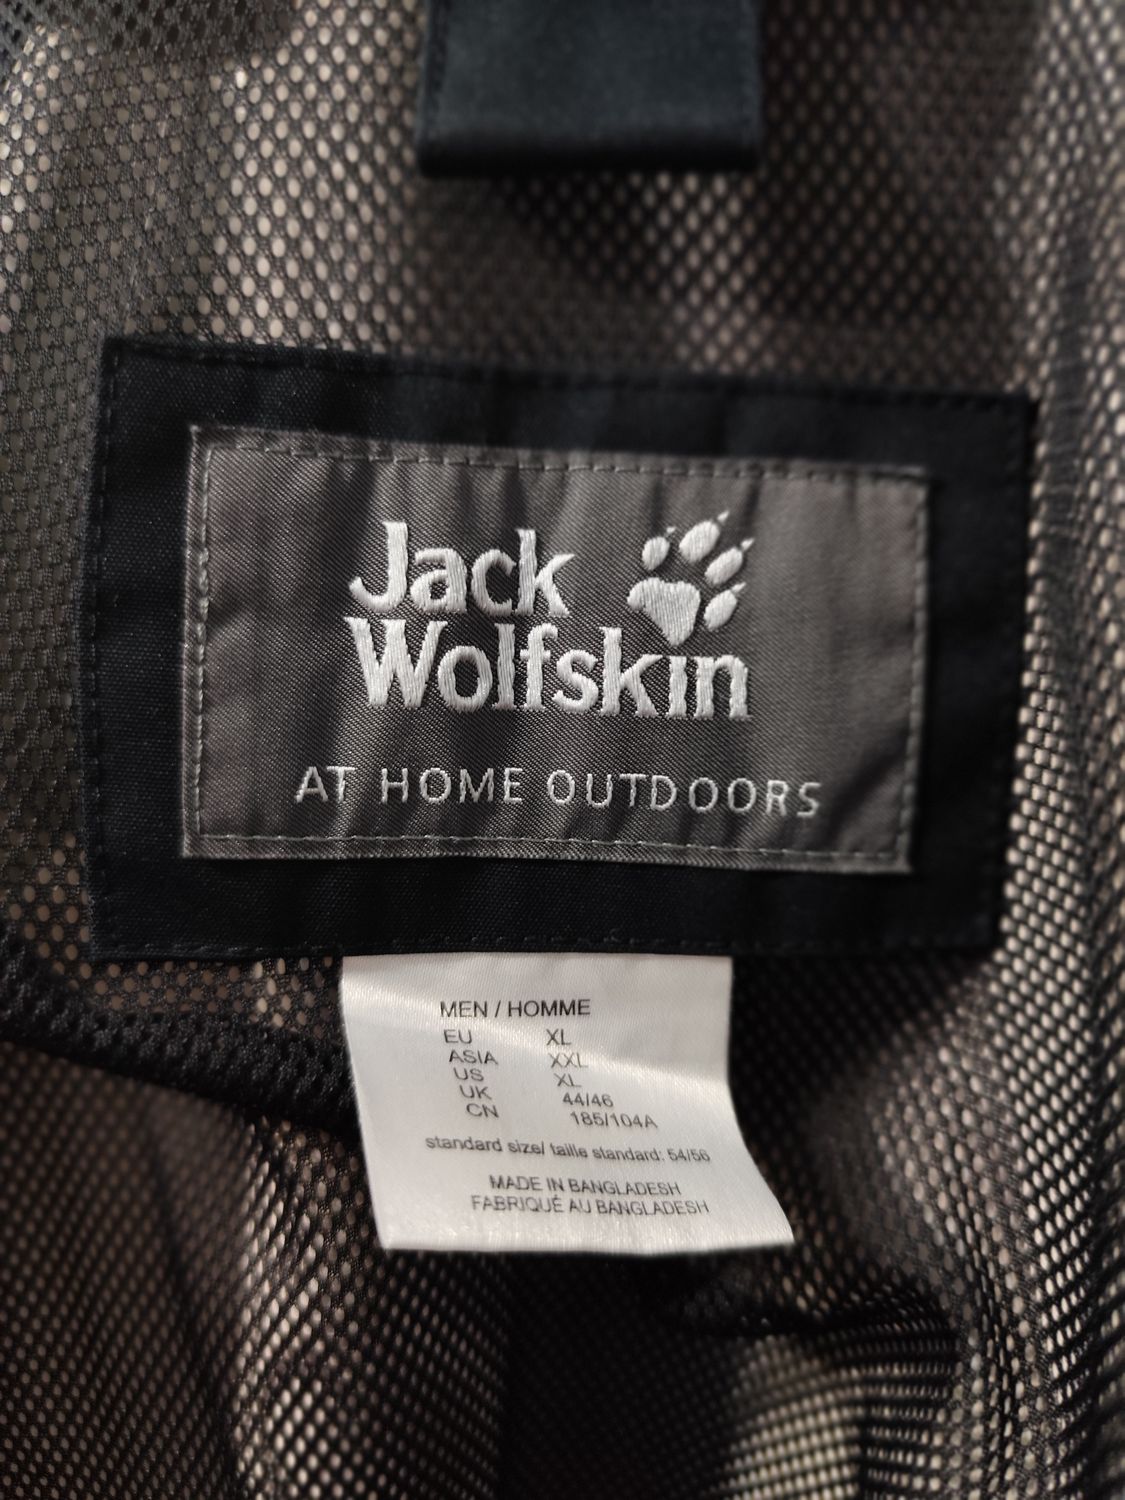 Jack
Wolfskin
AT HOME OUTDOORS
MEN / HOMME
EU XL
ASIA XXL
US XL
UK 44/46
CN 185/104A
standard size/ taille standard: 54/56
MADE IN BANGLADESH
FABRIQUÉ AU BANGLADESH